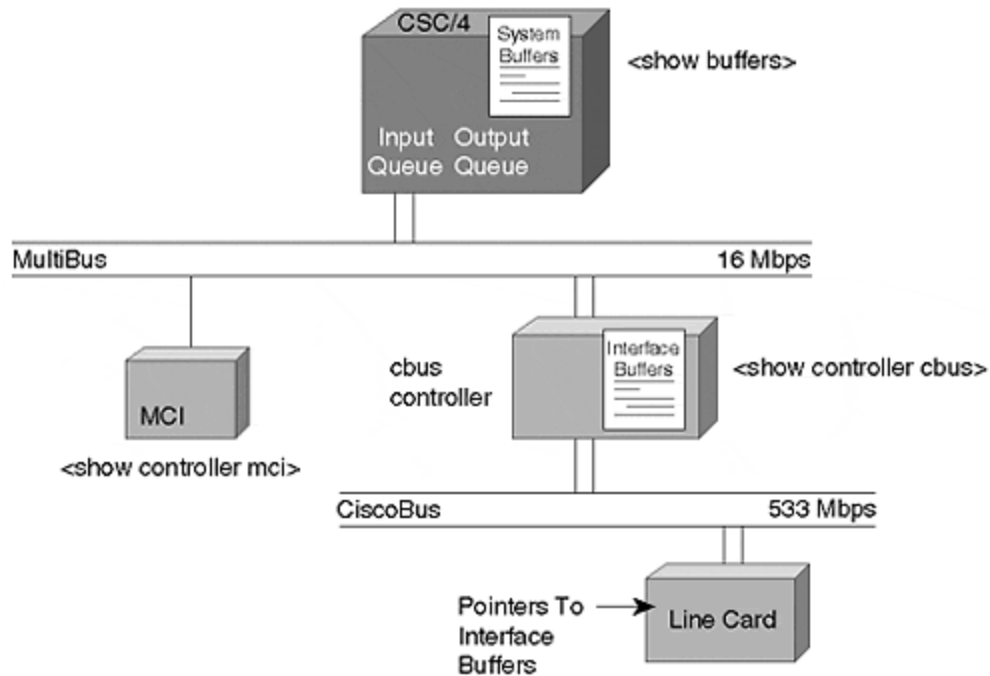 CSC/4
System
Buffers
<show buffers>
Input Output
Queue Queue
MultiBus 16 Mbps
MCI
<show controller mci>
cbus
controller
Interface
Buffers
<show controller cbus>
CiscoBus 533 Mbps
Pointers To
Interface
Buffers
Line Card